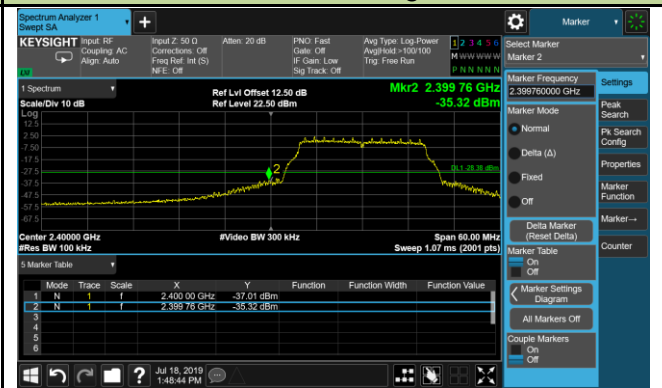 Spectrum Analyzer 1
Swept SA
+
Marker
KEYSIGHT
Input: RF
Coupling: AC
Align: Auto
Input Z: 50 Ω
Corrections: Off
Freq Ref: Int (S)
NFE: Off
Atten: 20 dB
PNO: Fast
Gate: Off
IF Gain: Low
Sig Track: Off
Avg Type: Log-Power
Avg|Hold:>100/100
Trig: Free Run
1 2 3 4 5 6
M W W W W W
P N N N N N
LXI
Select Marker
Marker 2
1 Spectrum
Scale/Div 10 dB
Ref Lvl Offset 12.50 dB
Ref Level 22.50 dBm
Mkr2 2.399 76 GHz
-35.32 dBm
Log
12.5
2.50
-7.50
-17.5
-27.5
-37.5
-47.5
-57.5
-67.5
2
DL1 -28.36 dBm
Center 2.40000 GHz
#Res BW 100 kHz
#Video BW 300 kHz
Span 60.00 MHz
Sweep 1.07 ms (2001 pts)
5 Marker Table
Mode Trace Scale X Y Function Function Width Function Value
1 N 1 f 2.400 00 GHz -37.01 dBm
2 N 1 f 2.399 76 GHz -35.32 dBm
3
4
5
6
Marker Frequency
2.399760000 GHz
Marker Mode
Normal
Delta (Δ)
Fixed
Off
Delta Marker
(Reset Delta)
Marker Table
On
Off
Marker Settings
Diagram
All Markers Off
Couple Markers
On
Off
Settings
Peak
Search
Pk Search
Config
Properties
Marker
Function
Marker→
Counter
?
Jul 18, 2019
1:48:44 PM